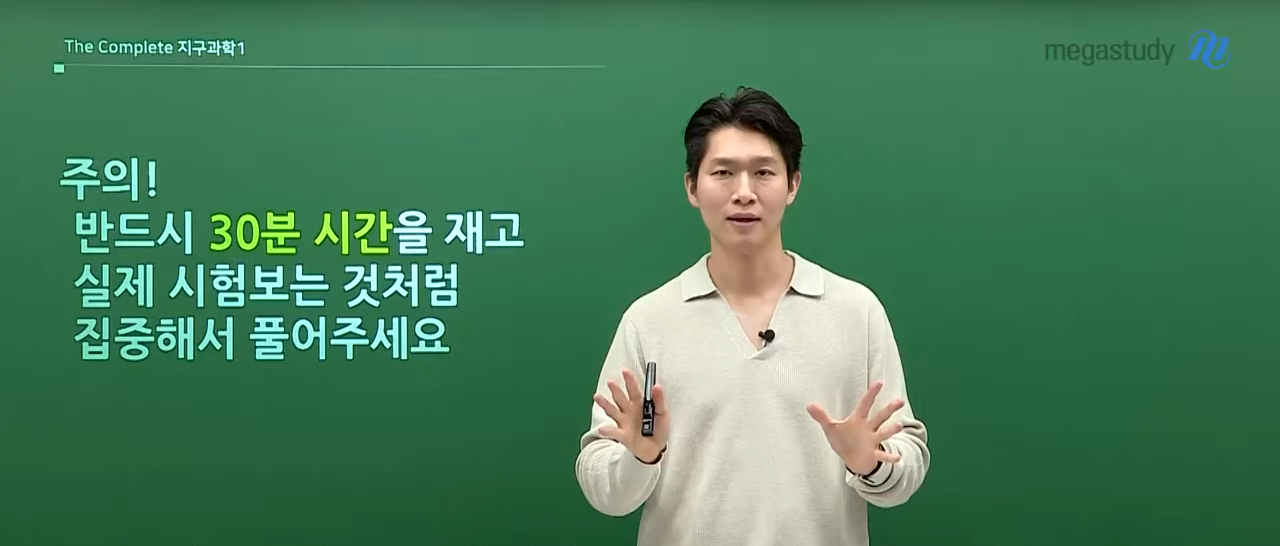 The Complete 지구과학1
megastudy
주의!
반드시 30분 시간을 재고
실제 시험보는 것처럼
집중해서 풀어주세요